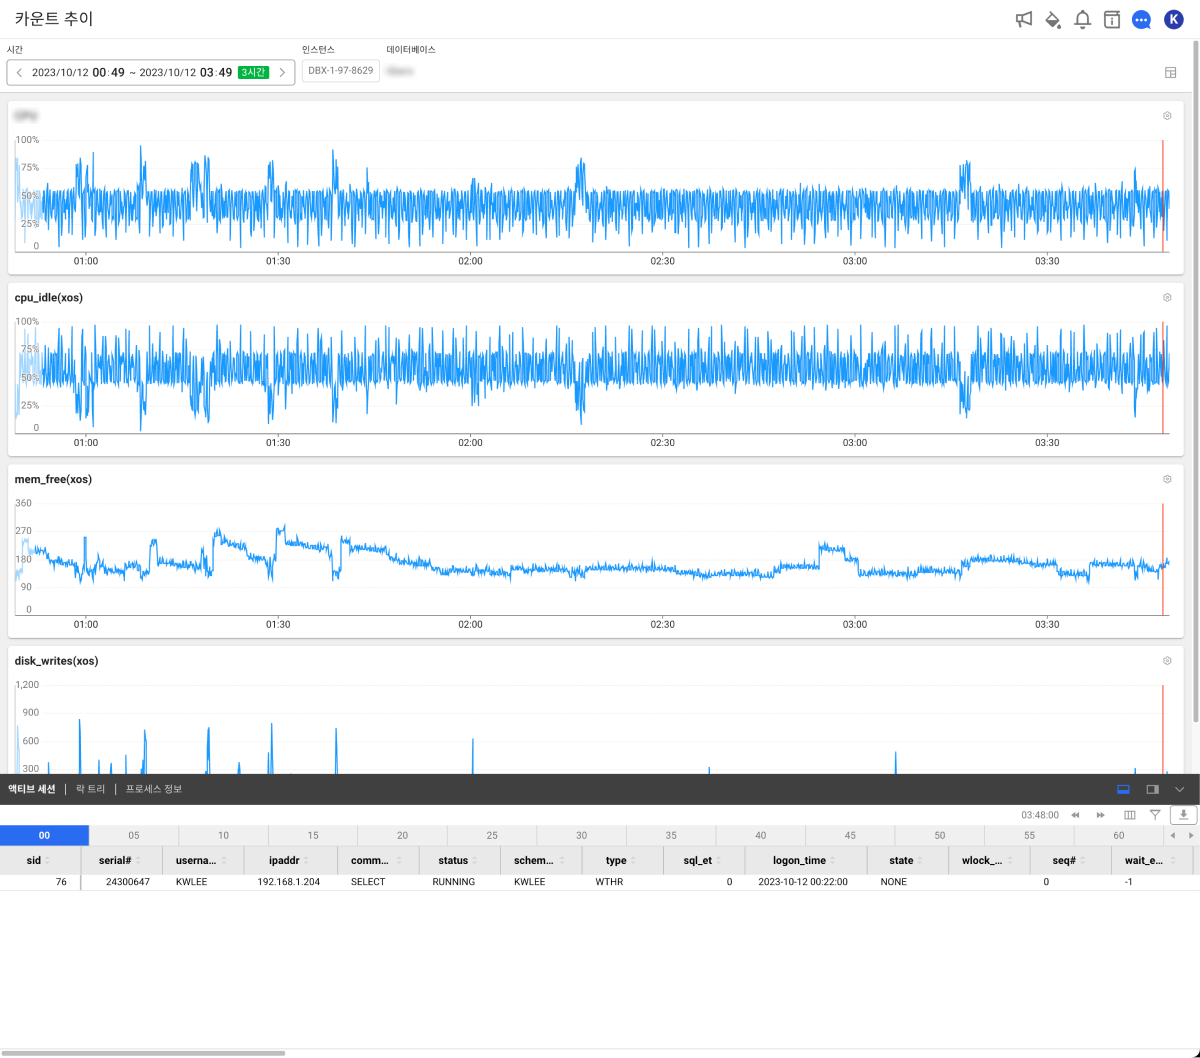 카운트 추이
K
시간
인스턴스
데이터베이스
2023/10/12 00:49 ~ 2023/10/12 03:49 3시간
DBX-1-97-8629
100%
75%
50%
25%
0
01:00 01:30 02:00 02:30 03:00 03:30
cpu_idle(xos)
100%
75%
50%
25%
0
01:00 01:30 02:00 02:30 03:00 03:30
mem_free(xos)
360
270
180
90
0
01:00 01:30 02:00 02:30 03:00 03:30
disk_writes(xos)
1,200
900
600
300
액티브 세션 | 락 트리 | 프로세스 정보
03:48:00
00 05 10 15 20 25 30 35 40 45 50 55 60
sid serial# userna... ipaddr comm... status schem... type sql_et logon_time state wlock_... seq# wait_e...
76 24300647 KWLEE 192.168.1.204 SELECT RUNNING KWLEE WTHR 0 2023-10-12 00:22:00 NONE 0 -1